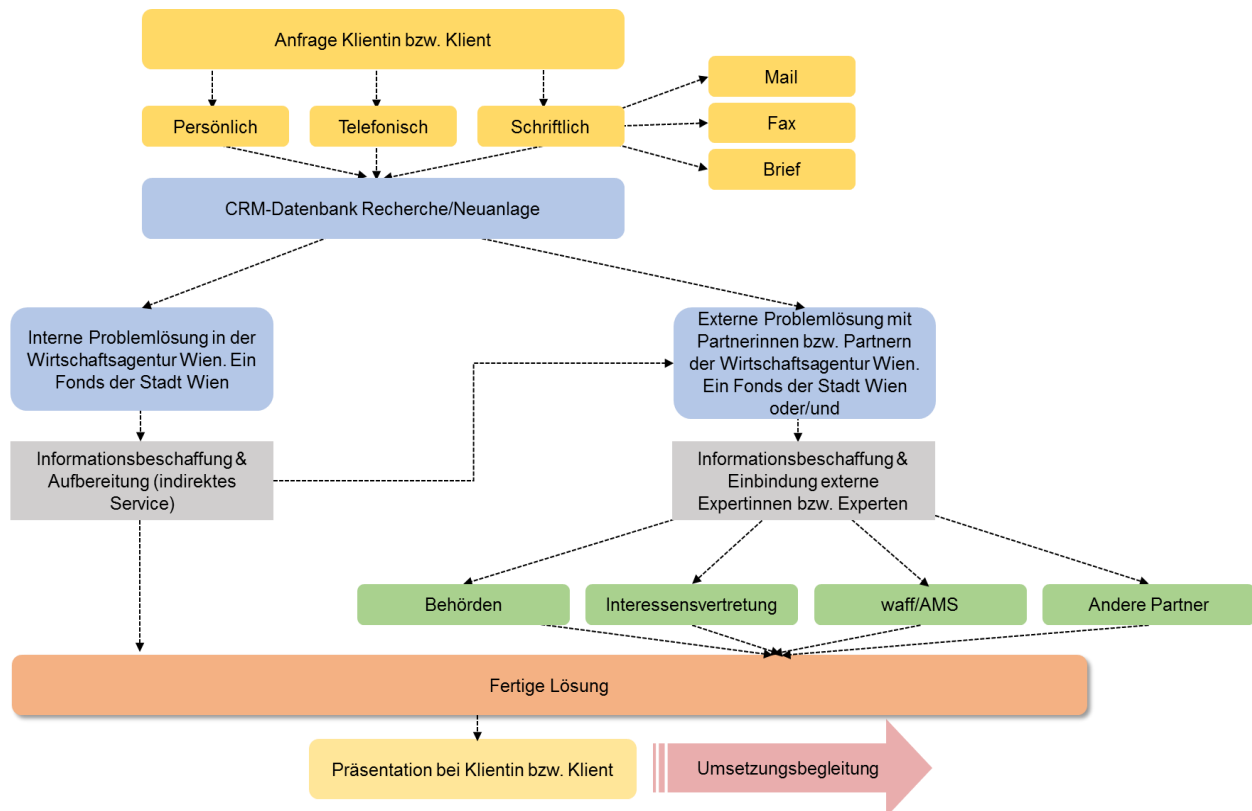 Anfrage Klientin bzw. Klient
Mail
Persönlich
Telefonisch
Schriftlich
Fax
Brief
CRM-Datenbank Recherche/Neuanlage
Interne Problemlösung in der
Wirtschaftsagentur Wien. Ein
Fonds der Stadt Wien
Externe Problemlösung mit
Partnerinnen bzw. Partnern
der Wirtschaftsagentur Wien.
Ein Fonds der Stadt Wien
oder/und
Informationsbeschaffung &
Aufbereitung (indirektes
Service)
Informationsbeschaffung &
Einbindung externe
Expertinnen bzw. Experten
Behörden
Interessensvertretung
waff/AMS
Andere Partner
Fertige Lösung
Präsentation bei Klientin bzw. Klient
Umsetzungsbegleitung